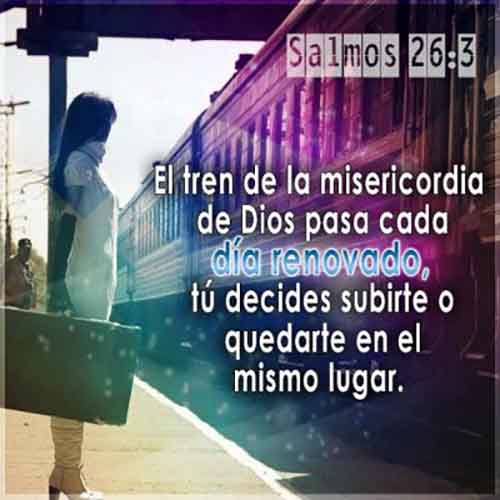 Salmos 26:3
El tren de la misericordia
de Dios pasa cada
día renovado,
tú decides subirte o
quedarte en el
mismo lugar.